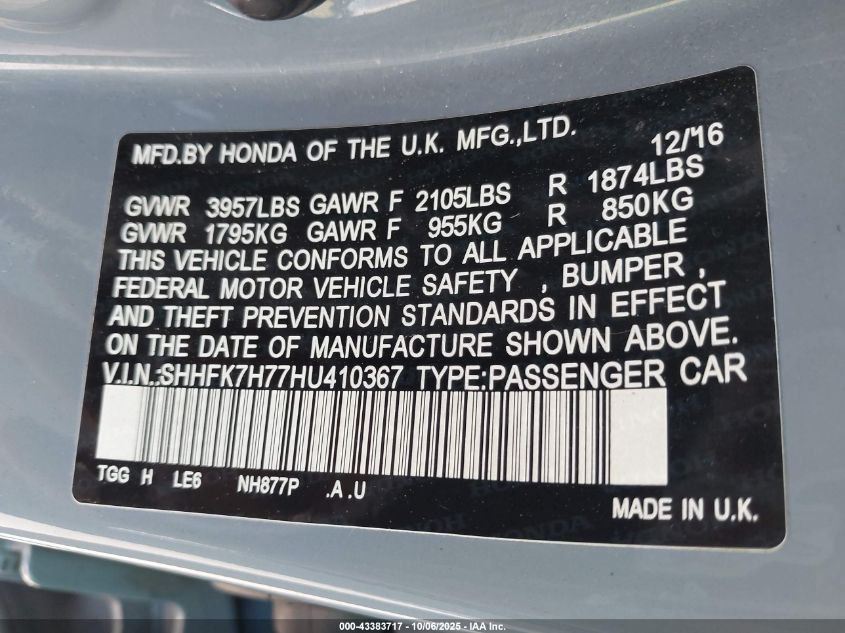 MFD.BY HONDA OF THE U.K. MFG.,LTD. 12/16
GVWR 3957LBS GAWR F 2105LBS R 1874LBS
GVWR 1795KG GAWR F 955KG R 850KG
THIS VEHICLE CONFORMS TO ALL APPLICABLE
FEDERAL MOTOR VEHICLE SAFETY , BUMPER ,
AND THEFT PREVENTION STANDARDS IN EFFECT
ON THE DATE OF MANUFACTURE SHOWN ABOVE.
V.I.N.:SHHFK7H77HU410367 TYPE:PASSENGER CAR
TGG H LE6 NH877P .A .U
MADE IN U.K.
000-43383717 - 10/06/2025 - IAA Inc.